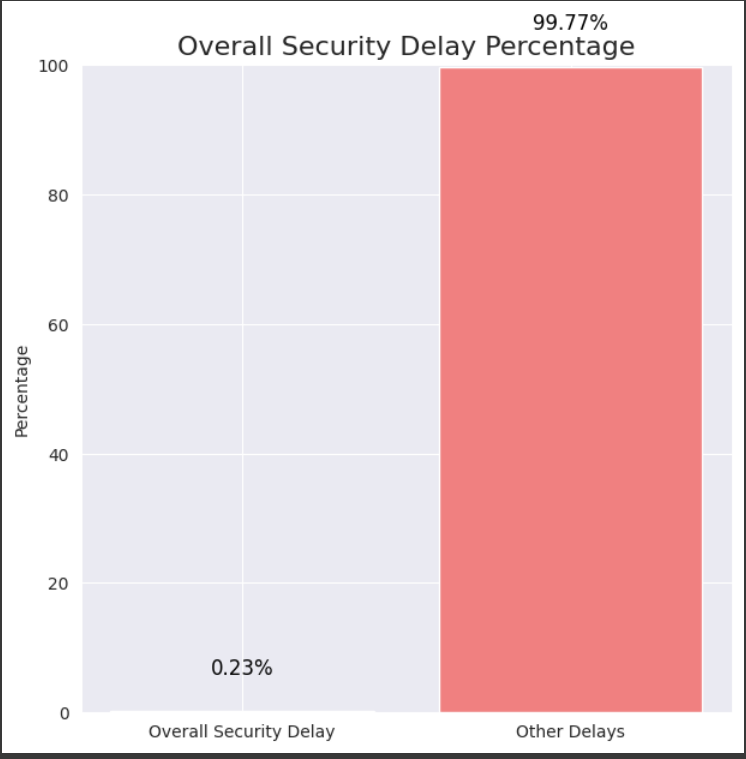 99.77%
Overall Security Delay Percentage
100
80
60
40
20
0
Percentage
0.23%
Overall Security Delay
Other Delays